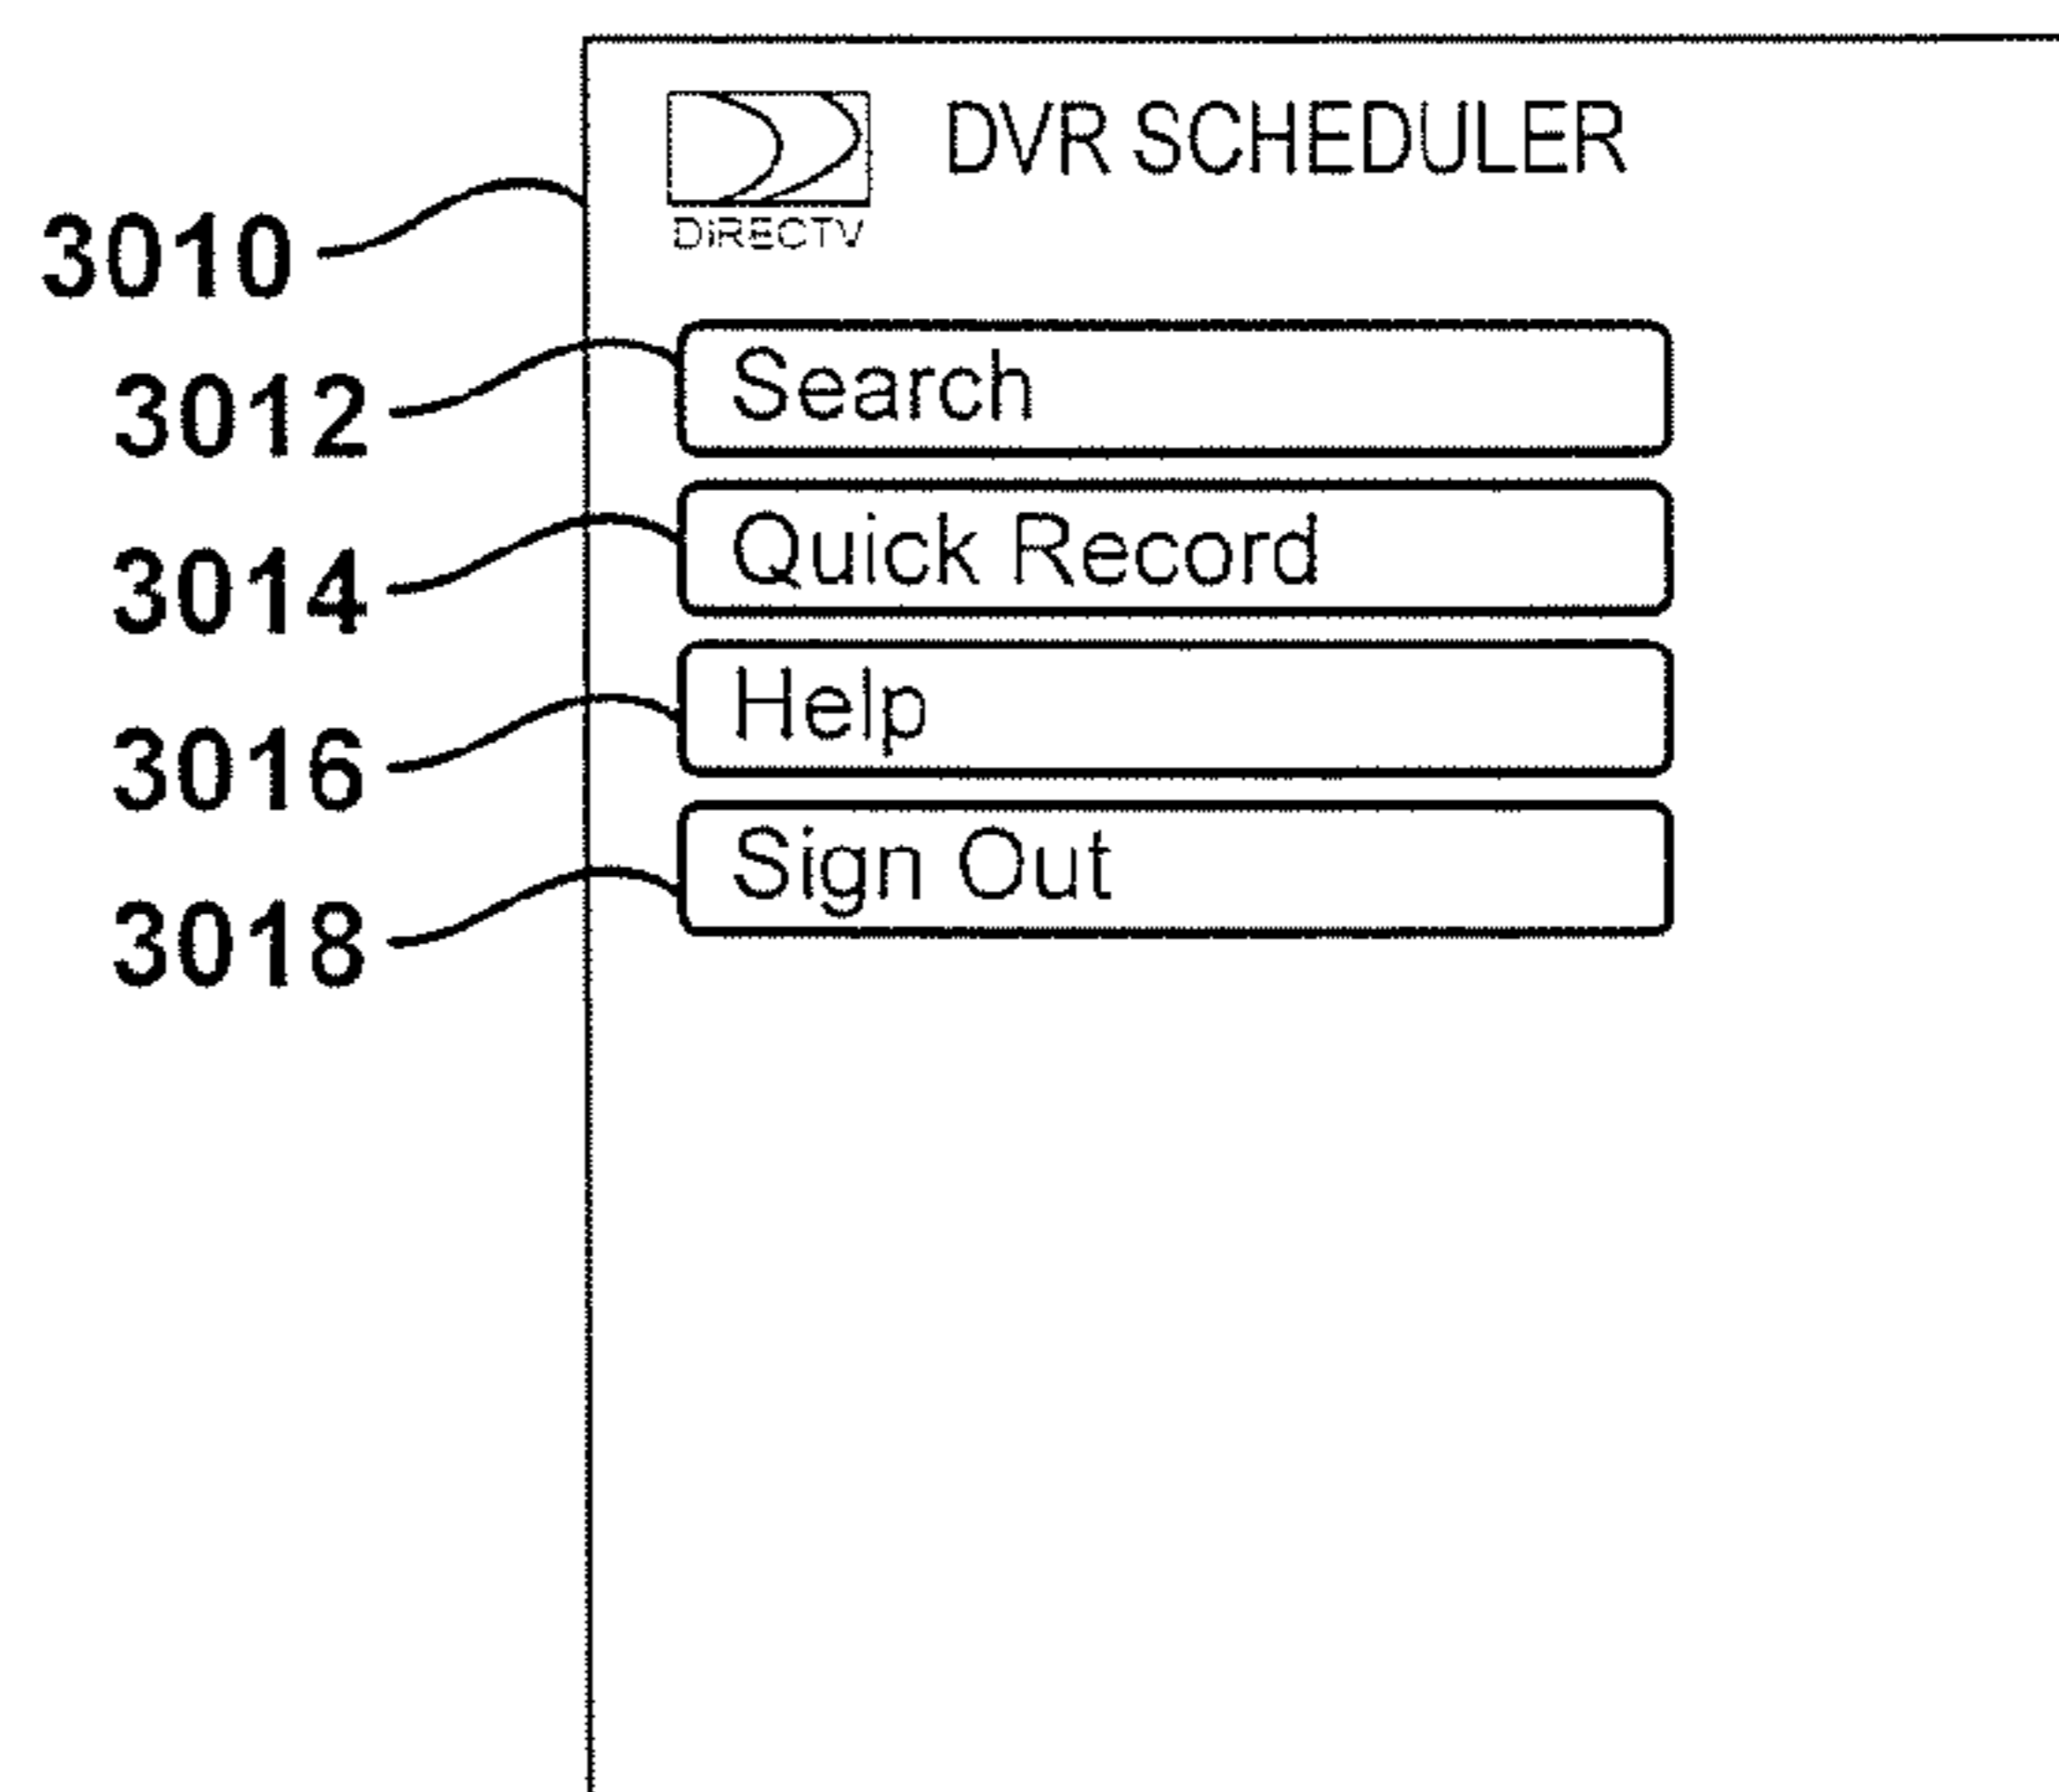 DVR SCHEDULER
DIRECTV
3010
3012 Search
3014 Quick Record
3016 Help
3018 Sign Out